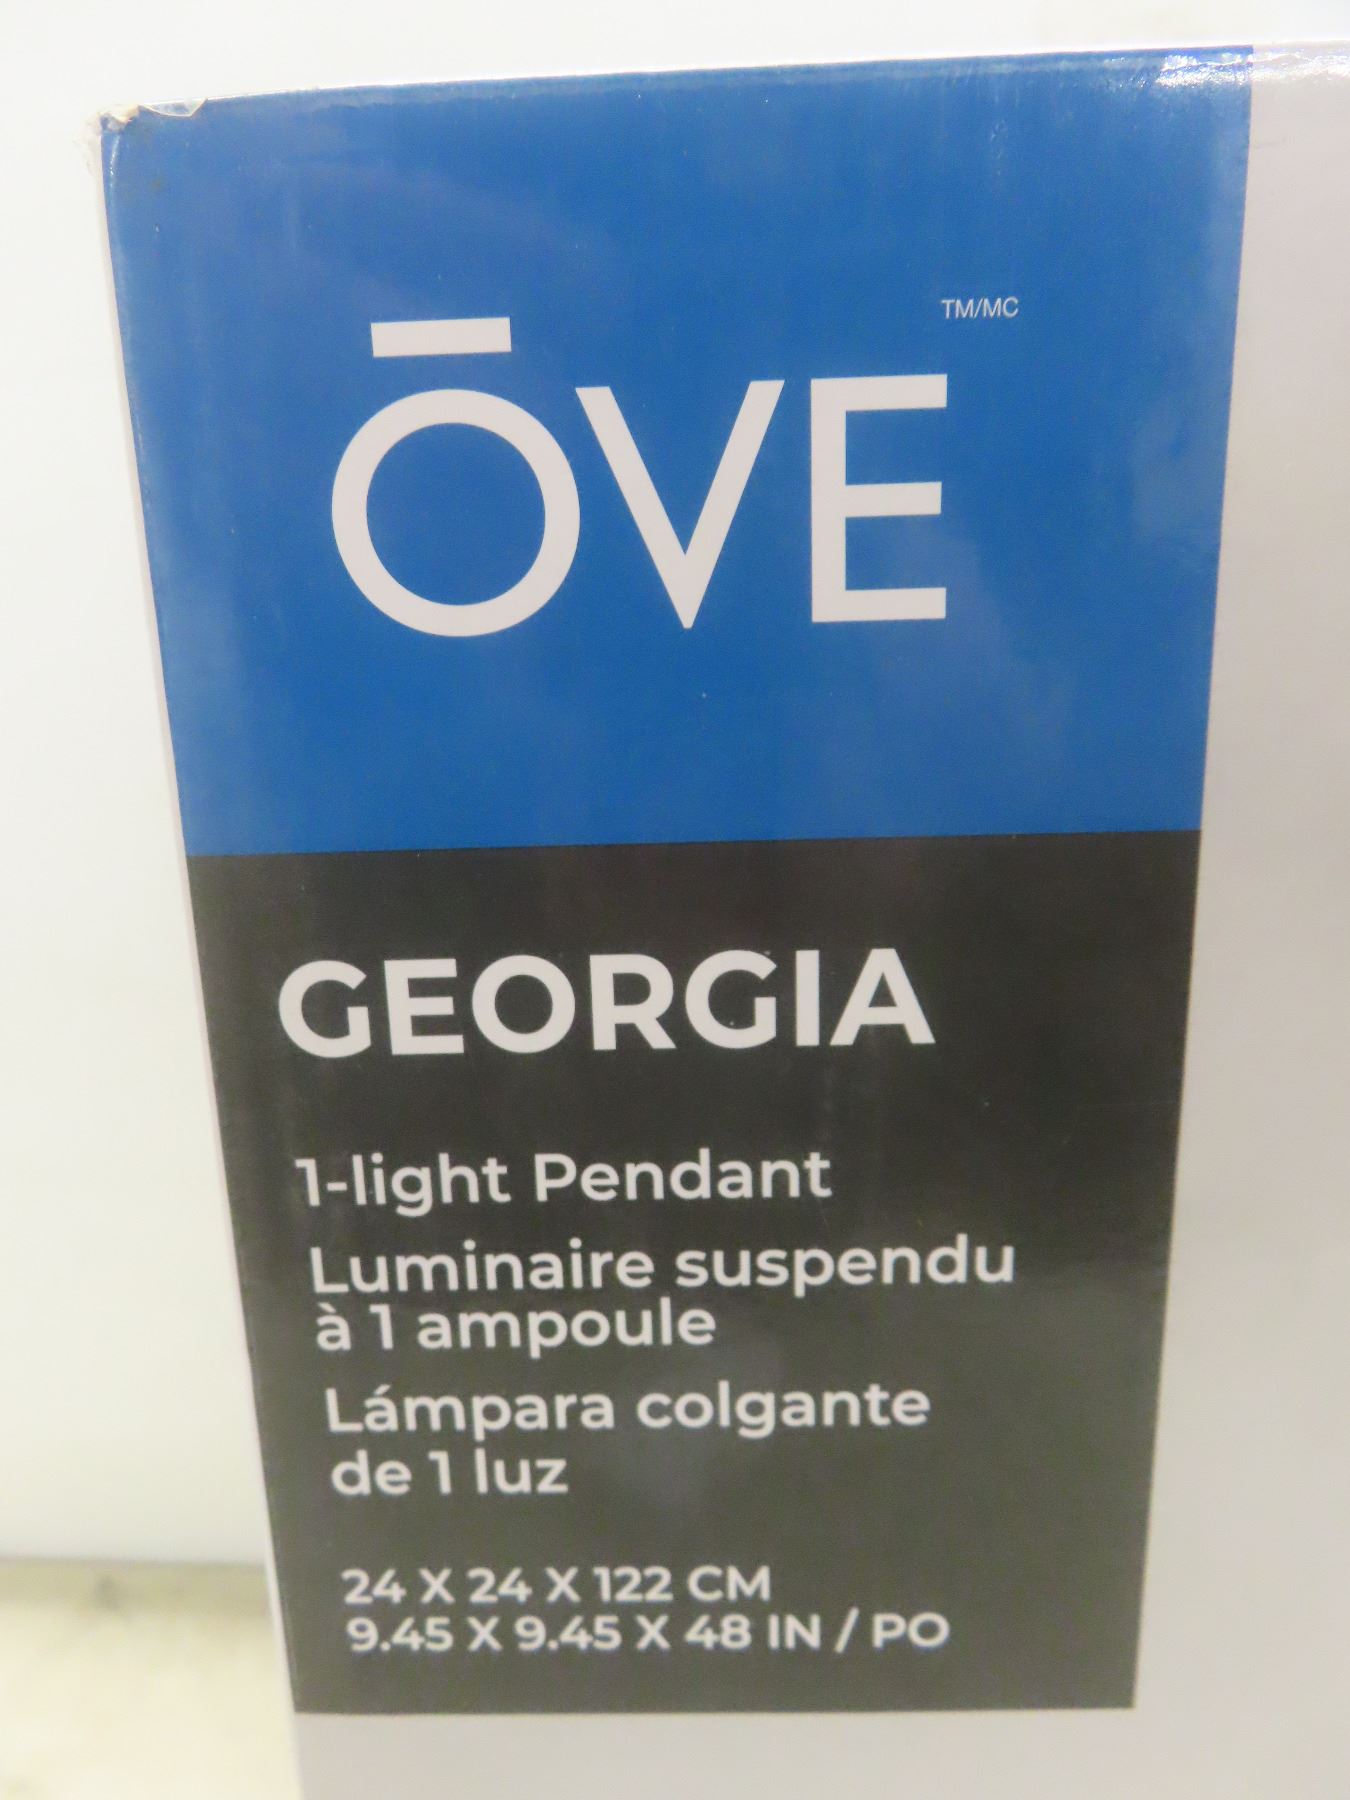 ŌVE TM/MC
GEORGIA
1-light Pendant
Luminaire suspendu
à 1 ampoule
Lámpara colgante
de 1 luz
24 X 24 X 122 CM
9.45 X 9.45 X 48 IN / PO